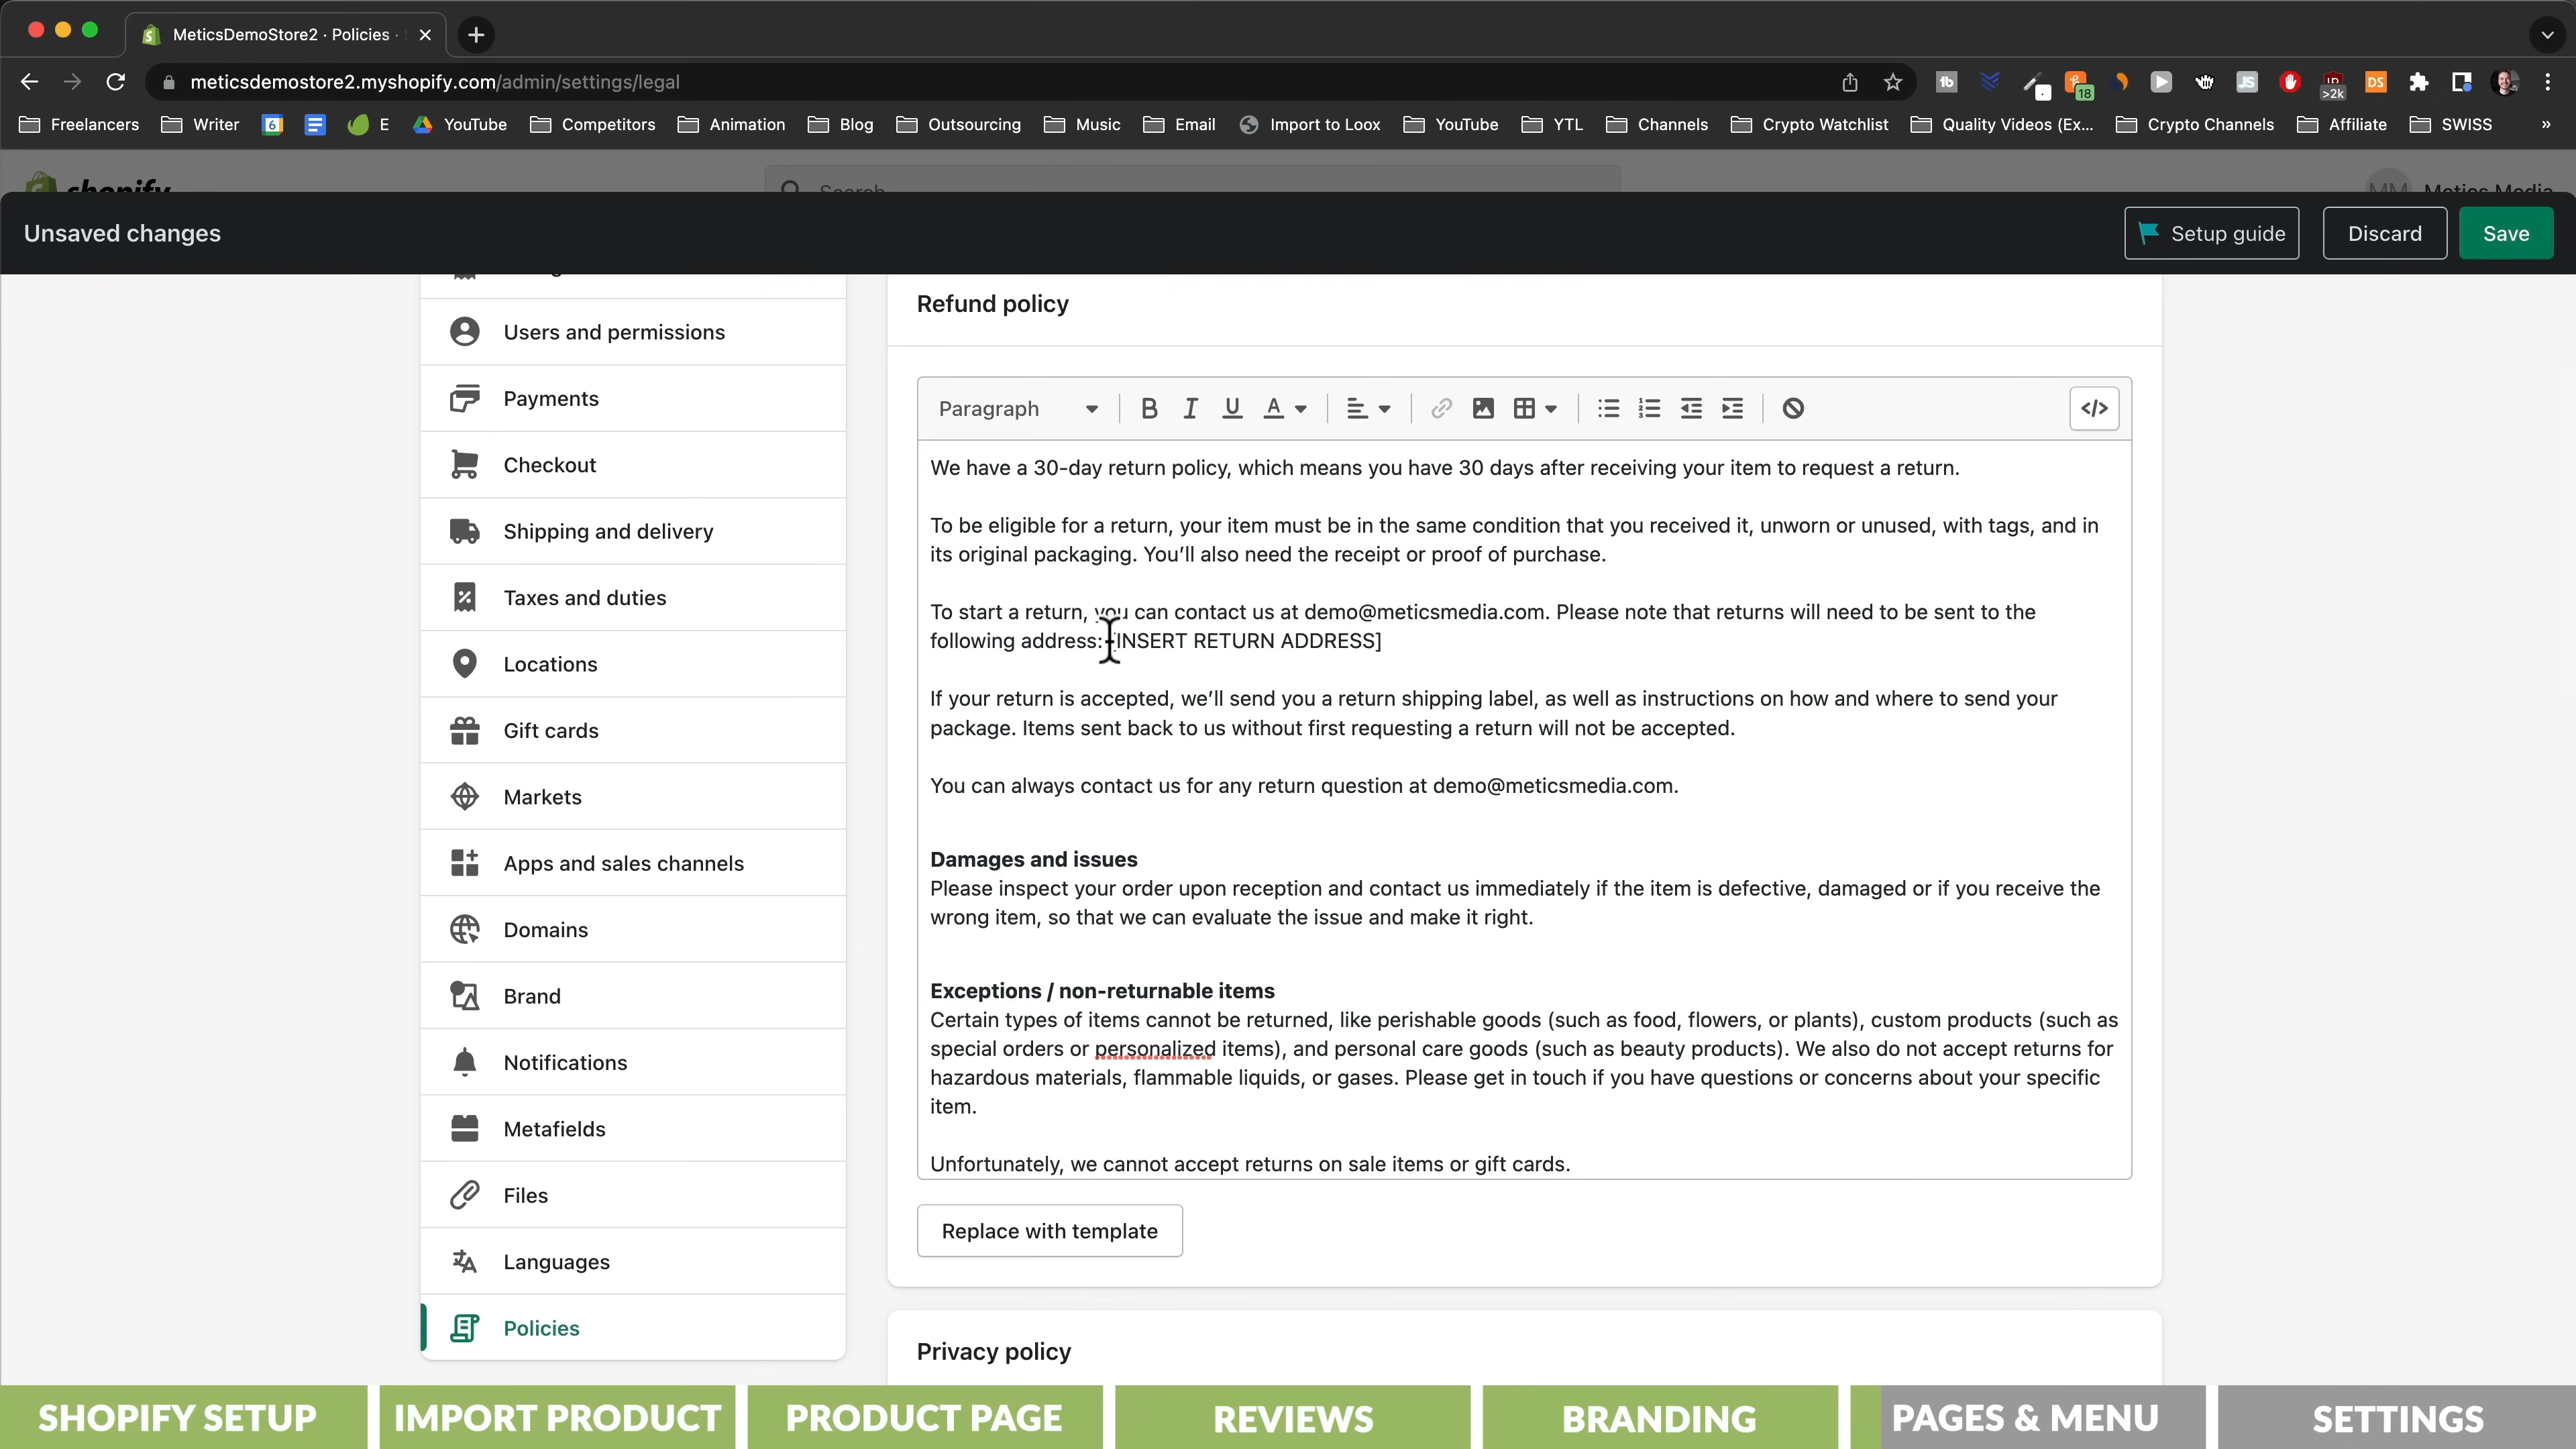 MeticsDemoStore2 · Policies ·
meticsdemostore2.myshopify.com/admin/settings/legal
18
>2k
Freelancers
Writer
6
E
YouTube
Competitors
Animation
Blog
Outsourcing
Music
Email
Import to Loox
YouTube
YTL
Channels
Crypto Watchlist
Quality Videos (Ex...
Crypto Channels
Affiliate
SWISS
»
shopify
Search
MM
Metics Media
Unsaved changes
Setup guide
Discard
Save
Users and permissions
Payments
Checkout
Shipping and delivery
Taxes and duties
Locations
Gift cards
Markets
Apps and sales channels
Domains
Brand
Notifications
Metafields
Files
Languages
Policies
Refund policy
Paragraph
B I U A
</>
We have a 30-day return policy, which means you have 30 days after receiving your item to request a return.
To be eligible for a return, your item must be in the same condition that you received it, unworn or unused, with tags, and in
its original packaging. You’ll also need the receipt or proof of purchase.
To start a return, you can contact us at demo@meticsmedia.com. Please note that returns will need to be sent to the
following address: [INSERT RETURN ADDRESS]
If your return is accepted, we’ll send you a return shipping label, as well as instructions on how and where to send your
package. Items sent back to us without first requesting a return will not be accepted.
You can always contact us for any return question at demo@meticsmedia.com.
Damages and issues
Please inspect your order upon reception and contact us immediately if the item is defective, damaged or if you receive the
wrong item, so that we can evaluate the issue and make it right.
Exceptions / non-returnable items
Certain types of items cannot be returned, like perishable goods (such as food, flowers, or plants), custom products (such as
special orders or personalized items), and personal care goods (such as beauty products). We also do not accept returns for
hazardous materials, flammable liquids, or gases. Please get in touch if you have questions or concerns about your specific
item.
Unfortunately, we cannot accept returns on sale items or gift cards.
Replace with template
Privacy policy
SHOPIFY SETUP
IMPORT PRODUCT
PRODUCT PAGE
REVIEWS
BRANDING
PAGES & MENU
SETTINGS